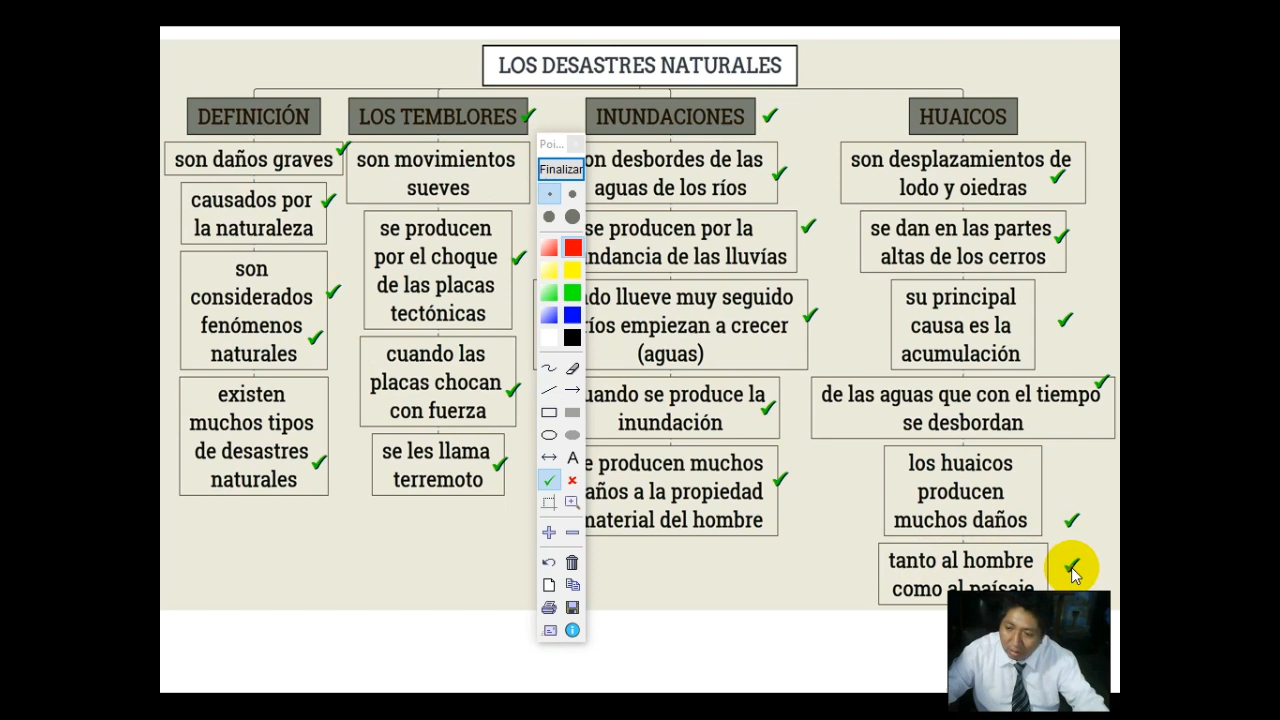 LOS DESASTRES NATURALES
DEFINICIÓN
son daños graves
causados por
la naturaleza
son
considerados
fenómenos
naturales
existen
muchos tipos
de desastres
naturales
LOS TEMBLORES
son movimientos
sueves
se producen
por el choque
de las placas
tectónicas
cuando las
placas chocan
con fuerza
se les llama
terremoto
Poi...
Finalizar
A
INUNDACIONES
desbordes de las
aguas de los ríos
se producen por la
de las lluvías
llueve muy seguido
empiezan a crecer
(aguas)
se produce la
inundación
producen muchos
a la propiedad
material del hombre
HUAICOS
son desplazamientos de
lodo y oiedras
se dan en las partes
altas de los cerros
su principal
causa es la
acumulación
de las aguas que con el tiempo
se desbordan
los huaicos
producen
muchos daños
tanto al hombre
como al país​aje